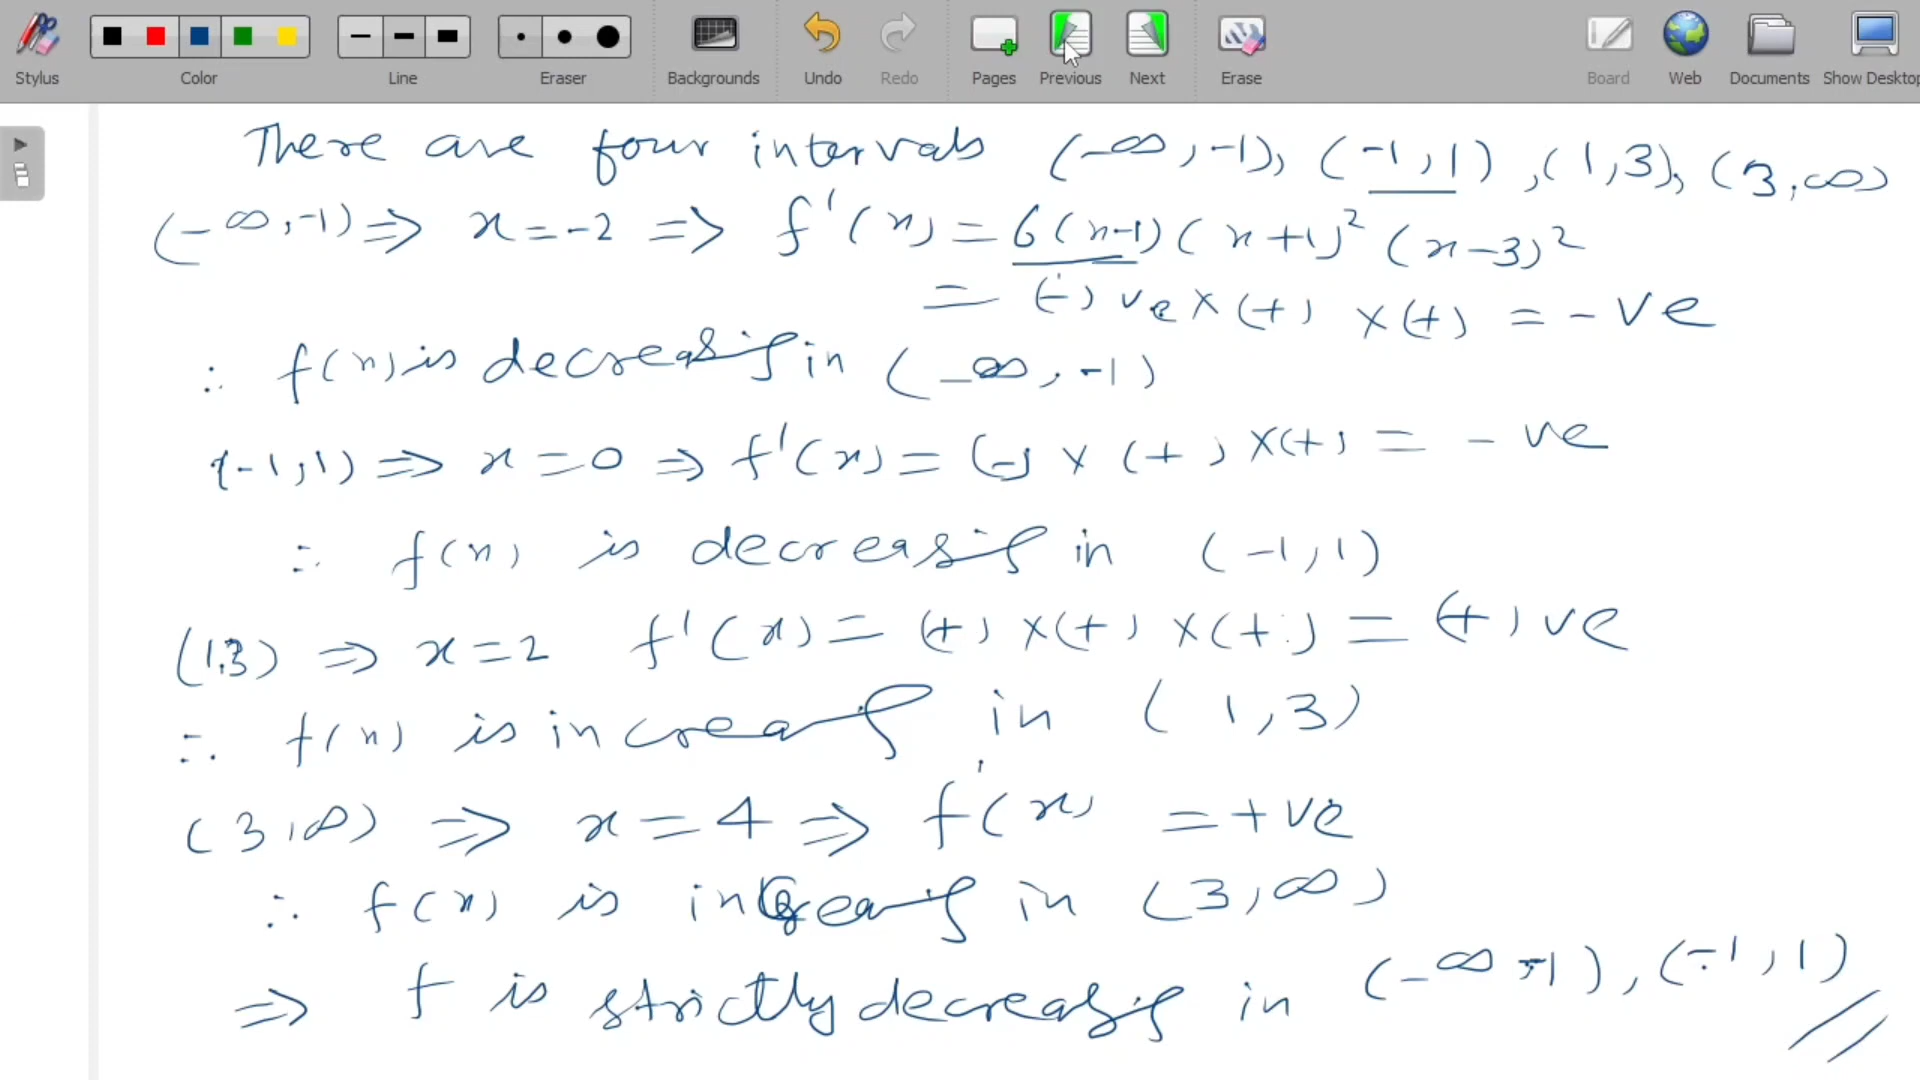 Stylus Color Line Eraser Backgrounds Undo Redo Pages Previous Next Erase Board Web Documents Show Desktop
There are four intervals (-∞,-1), (-1,1), (1,3), (3,∞)
(-∞,-1) ⇒ x=-2 ⇒ f'(x) = 6(x-1)(x+1)² (x-3)²
= (-)ve × (+) × (+) = -ve
∴ f(x) is decreasing in (-∞,-1)
(-1,1) ⇒ x=0 ⇒ f'(x) = (-) × (+) × (+) = -ve
∴ f(x) is decreasing in (-1,1)
(1,3) ⇒ x=2 f'(x) = (+) × (+) × (+) = (+)ve
∴ f(x) is increasing in (1,3)
(3,∞) ⇒ x=4 ⇒ f'(x) = +ve
∴ f(x) is increasing in (3,∞)
⇒ f is strictly decreasing in (-∞,-1), (-1,1)